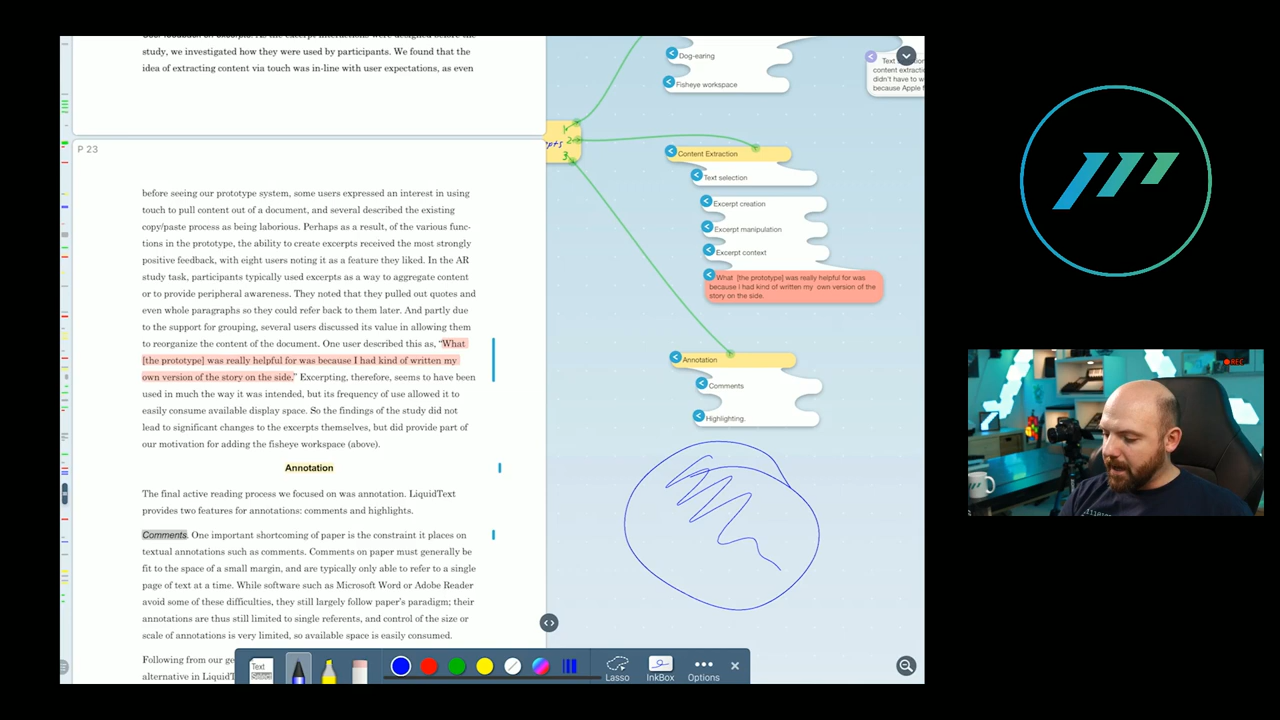 study, we investigated how they were used by participants. We found that the
idea of extracting content via touch was in-line with user expectations, as even
P 23
before seeing our prototype system, some users expressed an interest in using
touch to pull content out of a document, and several described the existing
copy/paste process as being laborious. Perhaps as a result, of the various func-
tions in the prototype, the ability to create excerpts received the most strongly
positive feedback, with eight users noting it as a feature they liked. In the AR
study task, participants typically used excerpts as a way to aggregate content
or to provide peripheral awareness. They noted that they pulled out quotes and
even whole paragraphs so they could refer back to them later. And partly due
to the support for grouping, several users discussed its value in allowing them
to reorganize the content of the document. One user described this as, “What
[the prototype] was really helpful for was because I had kind of written my
own version of the story on the side.” Excerpting, therefore, seems to have been
used in much the way it was intended, but its frequency of use allowed it to
easily consume available display space. So the findings of the study did not
lead to significant changes to the excerpts themselves, but did provide part of
our motivation for adding the fisheye workspace (above).
Annotation
The final active reading process we focused on was annotation. LiquidText
provides two features for annotations: comments and highlights.
Comments. One important shortcoming of paper is the constraint it places on
textual annotations such as comments. Comments on paper must generally be
fit to the space of a small margin, and are typically only able to refer to a single
page of text at a time. While software such as Microsoft Word or Adobe Reader
avoid some of these difficulties, they still largely follow paper’s paradigm; their
annotations are thus still limited to single referents, and control of the size or
scale of annotations is very limited, so available space is easily consumed.
Following from our ge
alternative in LiquidT
Dog-earing
Fisheye workspace
Text
content extracti
didn't have to w
because Apple f
1
2
3
Content Extraction
Text selection
Excerpt creation
Excerpt manipulation
Excerpt context
What [the prototype] was really helpful for was
because I had kind of written my own version of the
story on the side.
Annotation
Comments
Highlighting.
Text
Lasso
InkBox
Options
REC